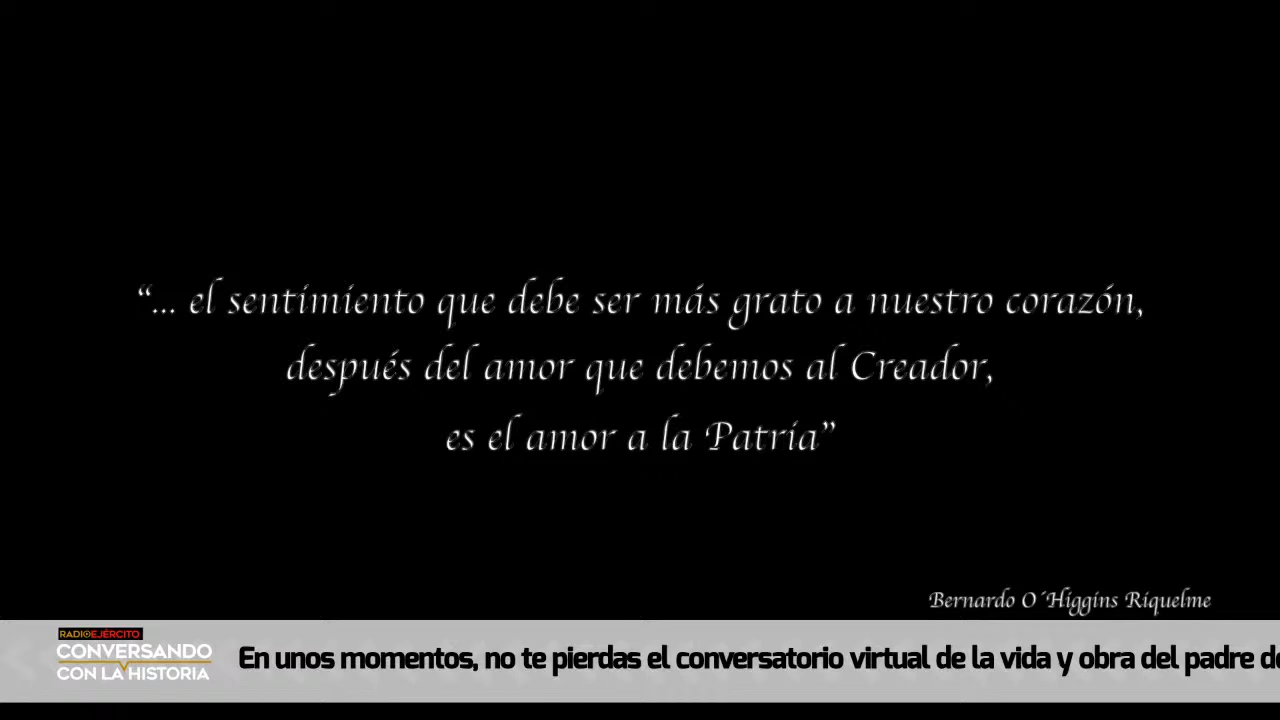 “... el sentimiento que debe ser más grato a nuestro corazón,
después del amor que debemos al Creador,
es el amor a la Patria”
Bernardo O´Higgins Riquelme
RADIOEJÉRCITO
CONVERSANDO
CON LA HISTORIA
En unos momentos, no te pierdas el conversatorio virtual de la vida y obra del padre de